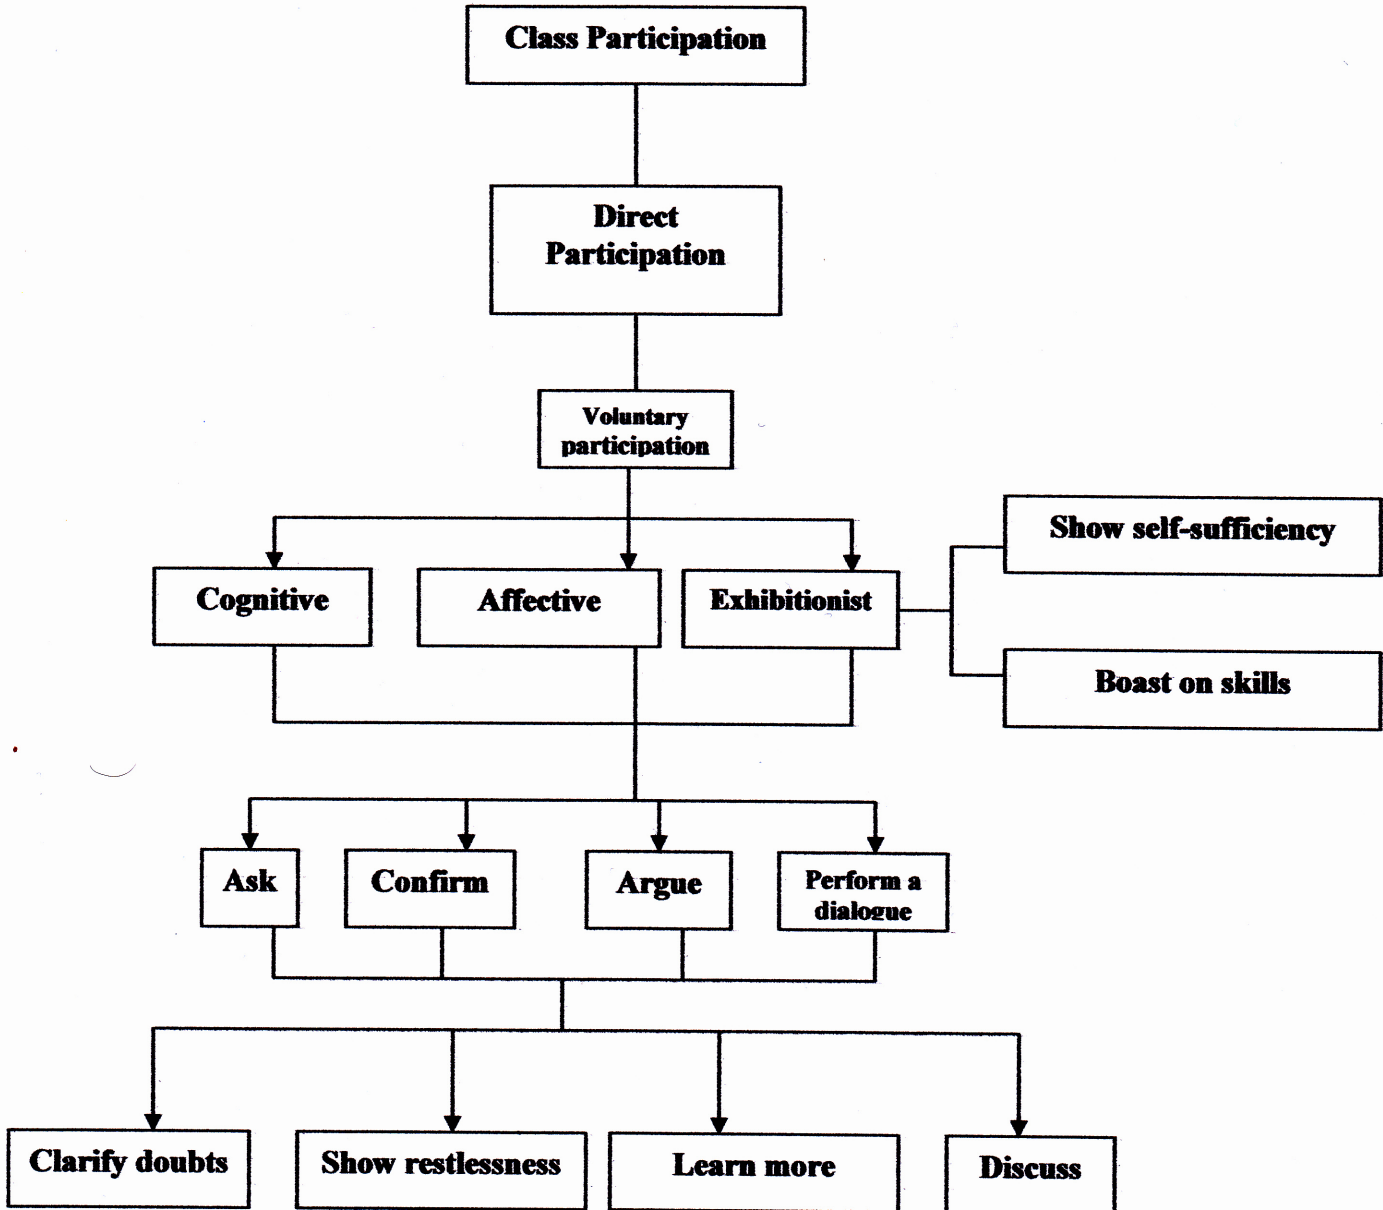 Class Participation
Direct
Participation
Voluntary
participation
Show self-sufficiency
Cognitive
Affective
Exhibitionist
Boast on skills
Ask
Confirm
Argue
Perform a
dialogue
Clarify doubts
Show restlessness
Learn more
Discuss